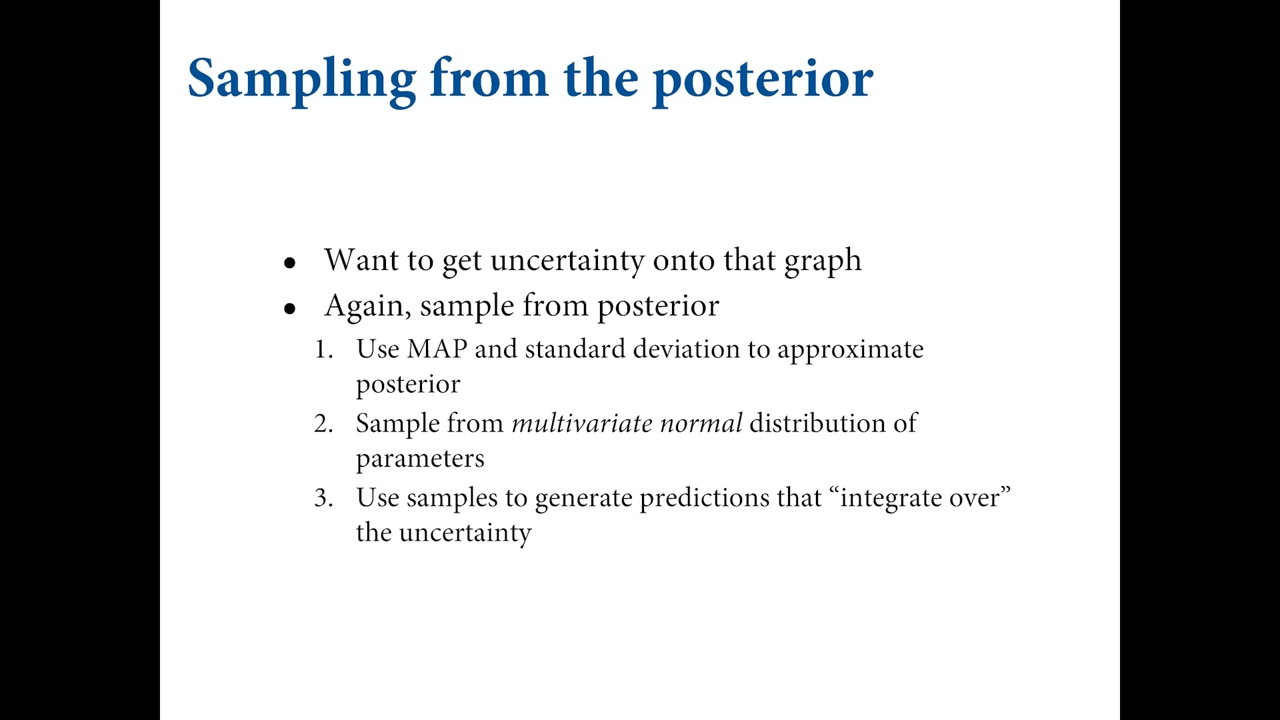 Sampling from the posterior
• Want to get uncertainty onto that graph
• Again, sample from posterior
1. Use MAP and standard deviation to approximate
posterior
2. Sample from multivariate normal distribution of
parameters
3. Use samples to generate predictions that “integrate over”
the uncertainty